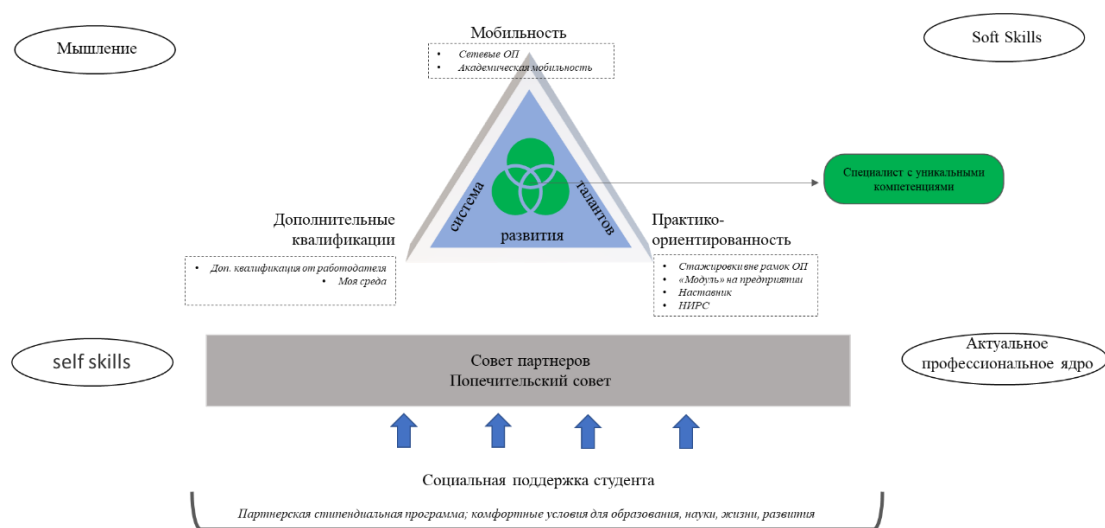 Мышление
Мобильность
• Сетевые ОП
• Академическая мобильность
Soft Skills
система
развития
талантов
Специалист с уникальными
компетенциями
Дополнительные
квалификации
• Доп. квалификация от работодателя
• Моя среда
Практико-
ориентированность
• Стажировки вне рамок ОП
• «Модуль» на предприятии
• Наставник
• НИРС
self skills
Совет партнеров
Попечительский совет
Актуальное
профессиональное ядро
Социальная поддержка студента
Партнерская стипендиальная программа; комфортные условия для образования, науки, жизни, развития